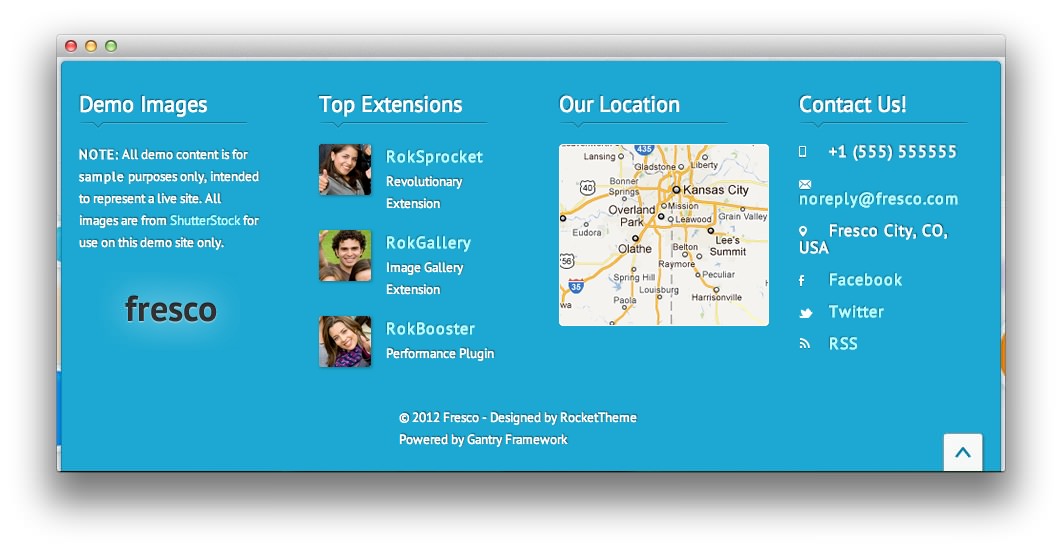 Demo Images
NOTE: All demo content is for
sample purposes only, intended
to represent a live site. All
images are from ShutterStock for
use on this demo site only.
fresco
Top Extensions
RokSprocket
Revolutionary
Extension
RokGallery
Image Gallery
Extension
RokBooster
Performance Plugin
Our Location
Lansing
435
Gladstone
Liberty
Bonner
Springs
40
Kansas City
Mission
Overland
Park
Leawood
Grain Valley
Eudora
Olathe
Lee's
Summit
Belton
Raymore
56
Spring Hill
Peculiar
35
Louisburg
Harrisonville
Paola
wa
Contact Us!
+1 (555) 555555
noreply@fresco.com
Fresco City, CO,
USA
Facebook
Twitter
RSS
© 2012 Fresco - Designed by RocketTheme
Powered by Gantry Framework